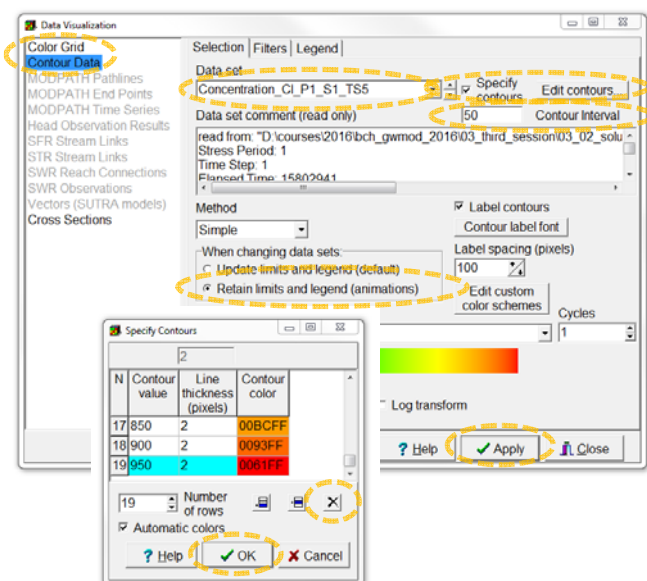 Data Visualization
Color Grid
Contour Data
MODPATH Pathlines
MODPATH End Points
MODPATH Time Series
Head Observation Results
SFR Stream Links
STR Stream Links
SWR Reach Connections
SWR Observations
Vectors (SUTRA models)
Cross Sections
Selection Filters Legend
Data set
Concentration_Cl_P1_S1_TS5
Specify
contours
Edit contours...
Data set comment (read only)
50 Contour Interval
read from: "D:\courses\2016\bch_gwmod_2016\03_third_session\03_02_solu
Stress Period: 1
Time Step: 1
Elapsed Time: 15802941
Method
Simple
Label contours
Contour label font
When changing data sets:
Update limits and legend (default)
Retain limits and legend (animations)
Label spacing (pixels)
100
Edit custom
color schemes
Cycles
1
Log transform
? Help
Apply
Close
Specify Contours
2
N Contour value Line thickness (pixels) Contour color
17 850 2 00BCFF
18 900 2 0093FF
19 950 2 0061FF
19 Number of rows
Automatic colors
? Help
OK
Cancel